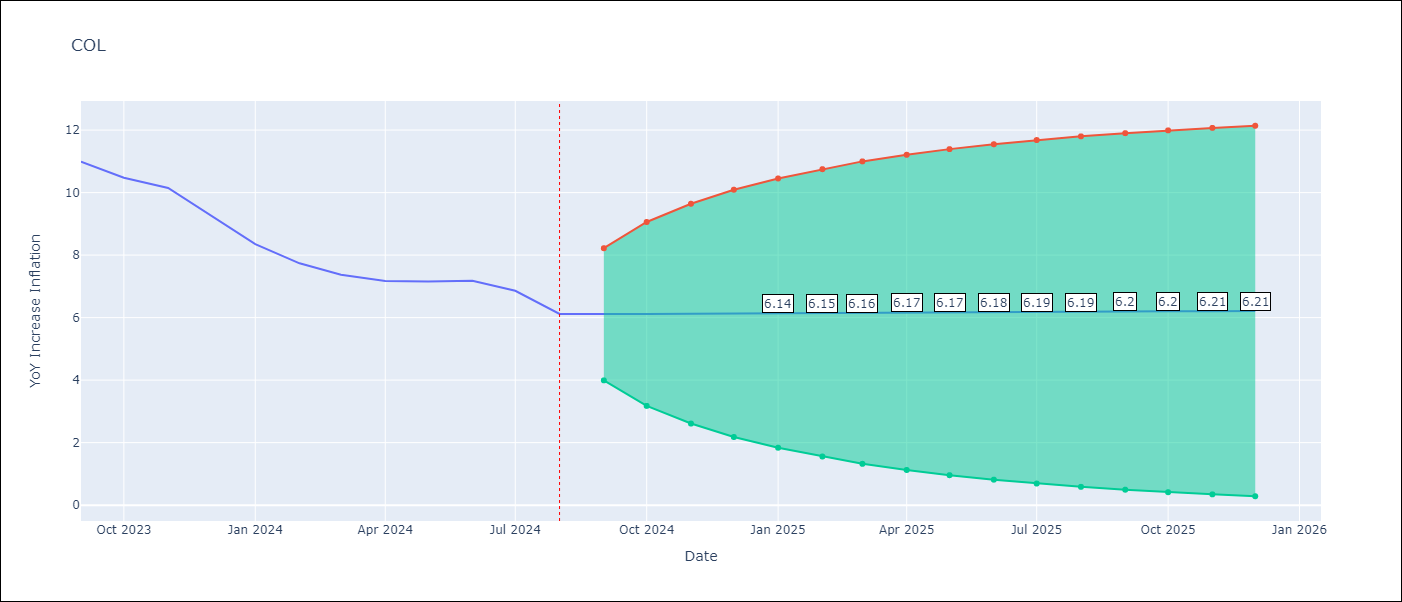 COL
12
10
8
6
4
2
0
YoY Increase Inflation
6.14 6.15 6.16 6.17 6.17 6.18 6.19 6.19 6.2 6.2 6.21 6.21
Oct 2023 Jan 2024 Apr 2024 Jul 2024 Oct 2024 Jan 2025 Apr 2025 Jul 2025 Oct 2025 Jan 2026
Date